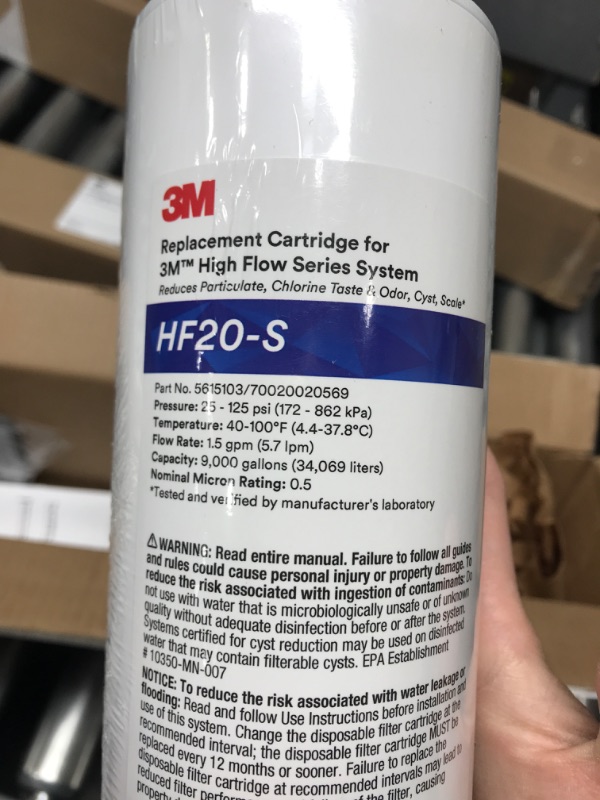 3M
Replacement Cartridge for
3M™ High Flow Series System
Reduces Particulate, Chlorine Taste & Odor, Cyst, Scale*
HF20-S
Part No. 5615103/70020020569
Pressure: 25 - 125 psi (172 - 862 kPa)
Temperature: 40-100°F (4.4-37.8°C)
Flow Rate: 1.5 gpm (5.7 lpm)
Capacity: 9,000 gallons (34,069 liters)
Nominal Micron Rating: 0.5
*Tested and verified by manufacturer's laboratory
⚠WARNING: Read entire manual. Failure to follow all guides
and rules could cause personal injury or property damage. To
reduce the risk associated with ingestion of contaminants: Do
not use with water that is microbiologically unsafe or of unknown
quality without adequate disinfection before or after the system.
Systems certified for cyst reduction may be used on disinfected
water that may contain filterable cysts. EPA Establishment
# 10350-MN-007
NOTICE: To reduce the risk associated with water leakage or
flooding: Read and follow Use Instructions before installation and
use of this system. Change the disposable filter cartridge at the
recommended interval; the disposable filter cartridge MUST be
replaced every 12 months or sooner. Failure to replace the
disposable filter cartridge at recommended intervals may lead to
reduced filter of the filter, causing
property